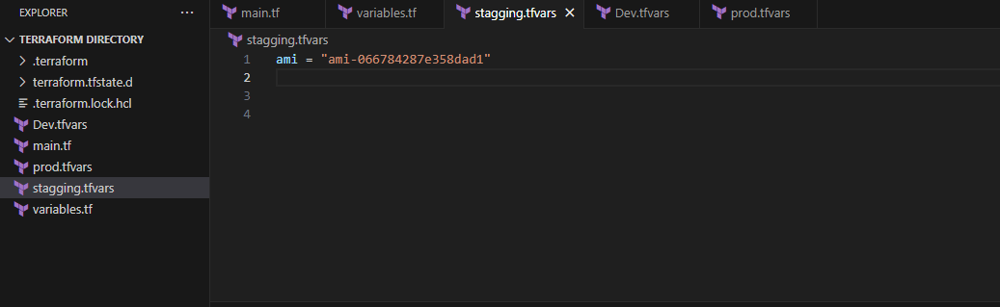 EXPLORER
...
TERRAFORM DIRECTORY
.terraform
terraform.tfstate.d
.terraform.lock.hcl
Dev.tfvars
main.tf
prod.tfvars
stagging.tfvars
variables.tf
main.tf variables.tf stagging.tfvars Dev.tfvars prod.tfvars
stagging.tfvars
1 ami = "ami-066784287e358dad1"
2
3
4